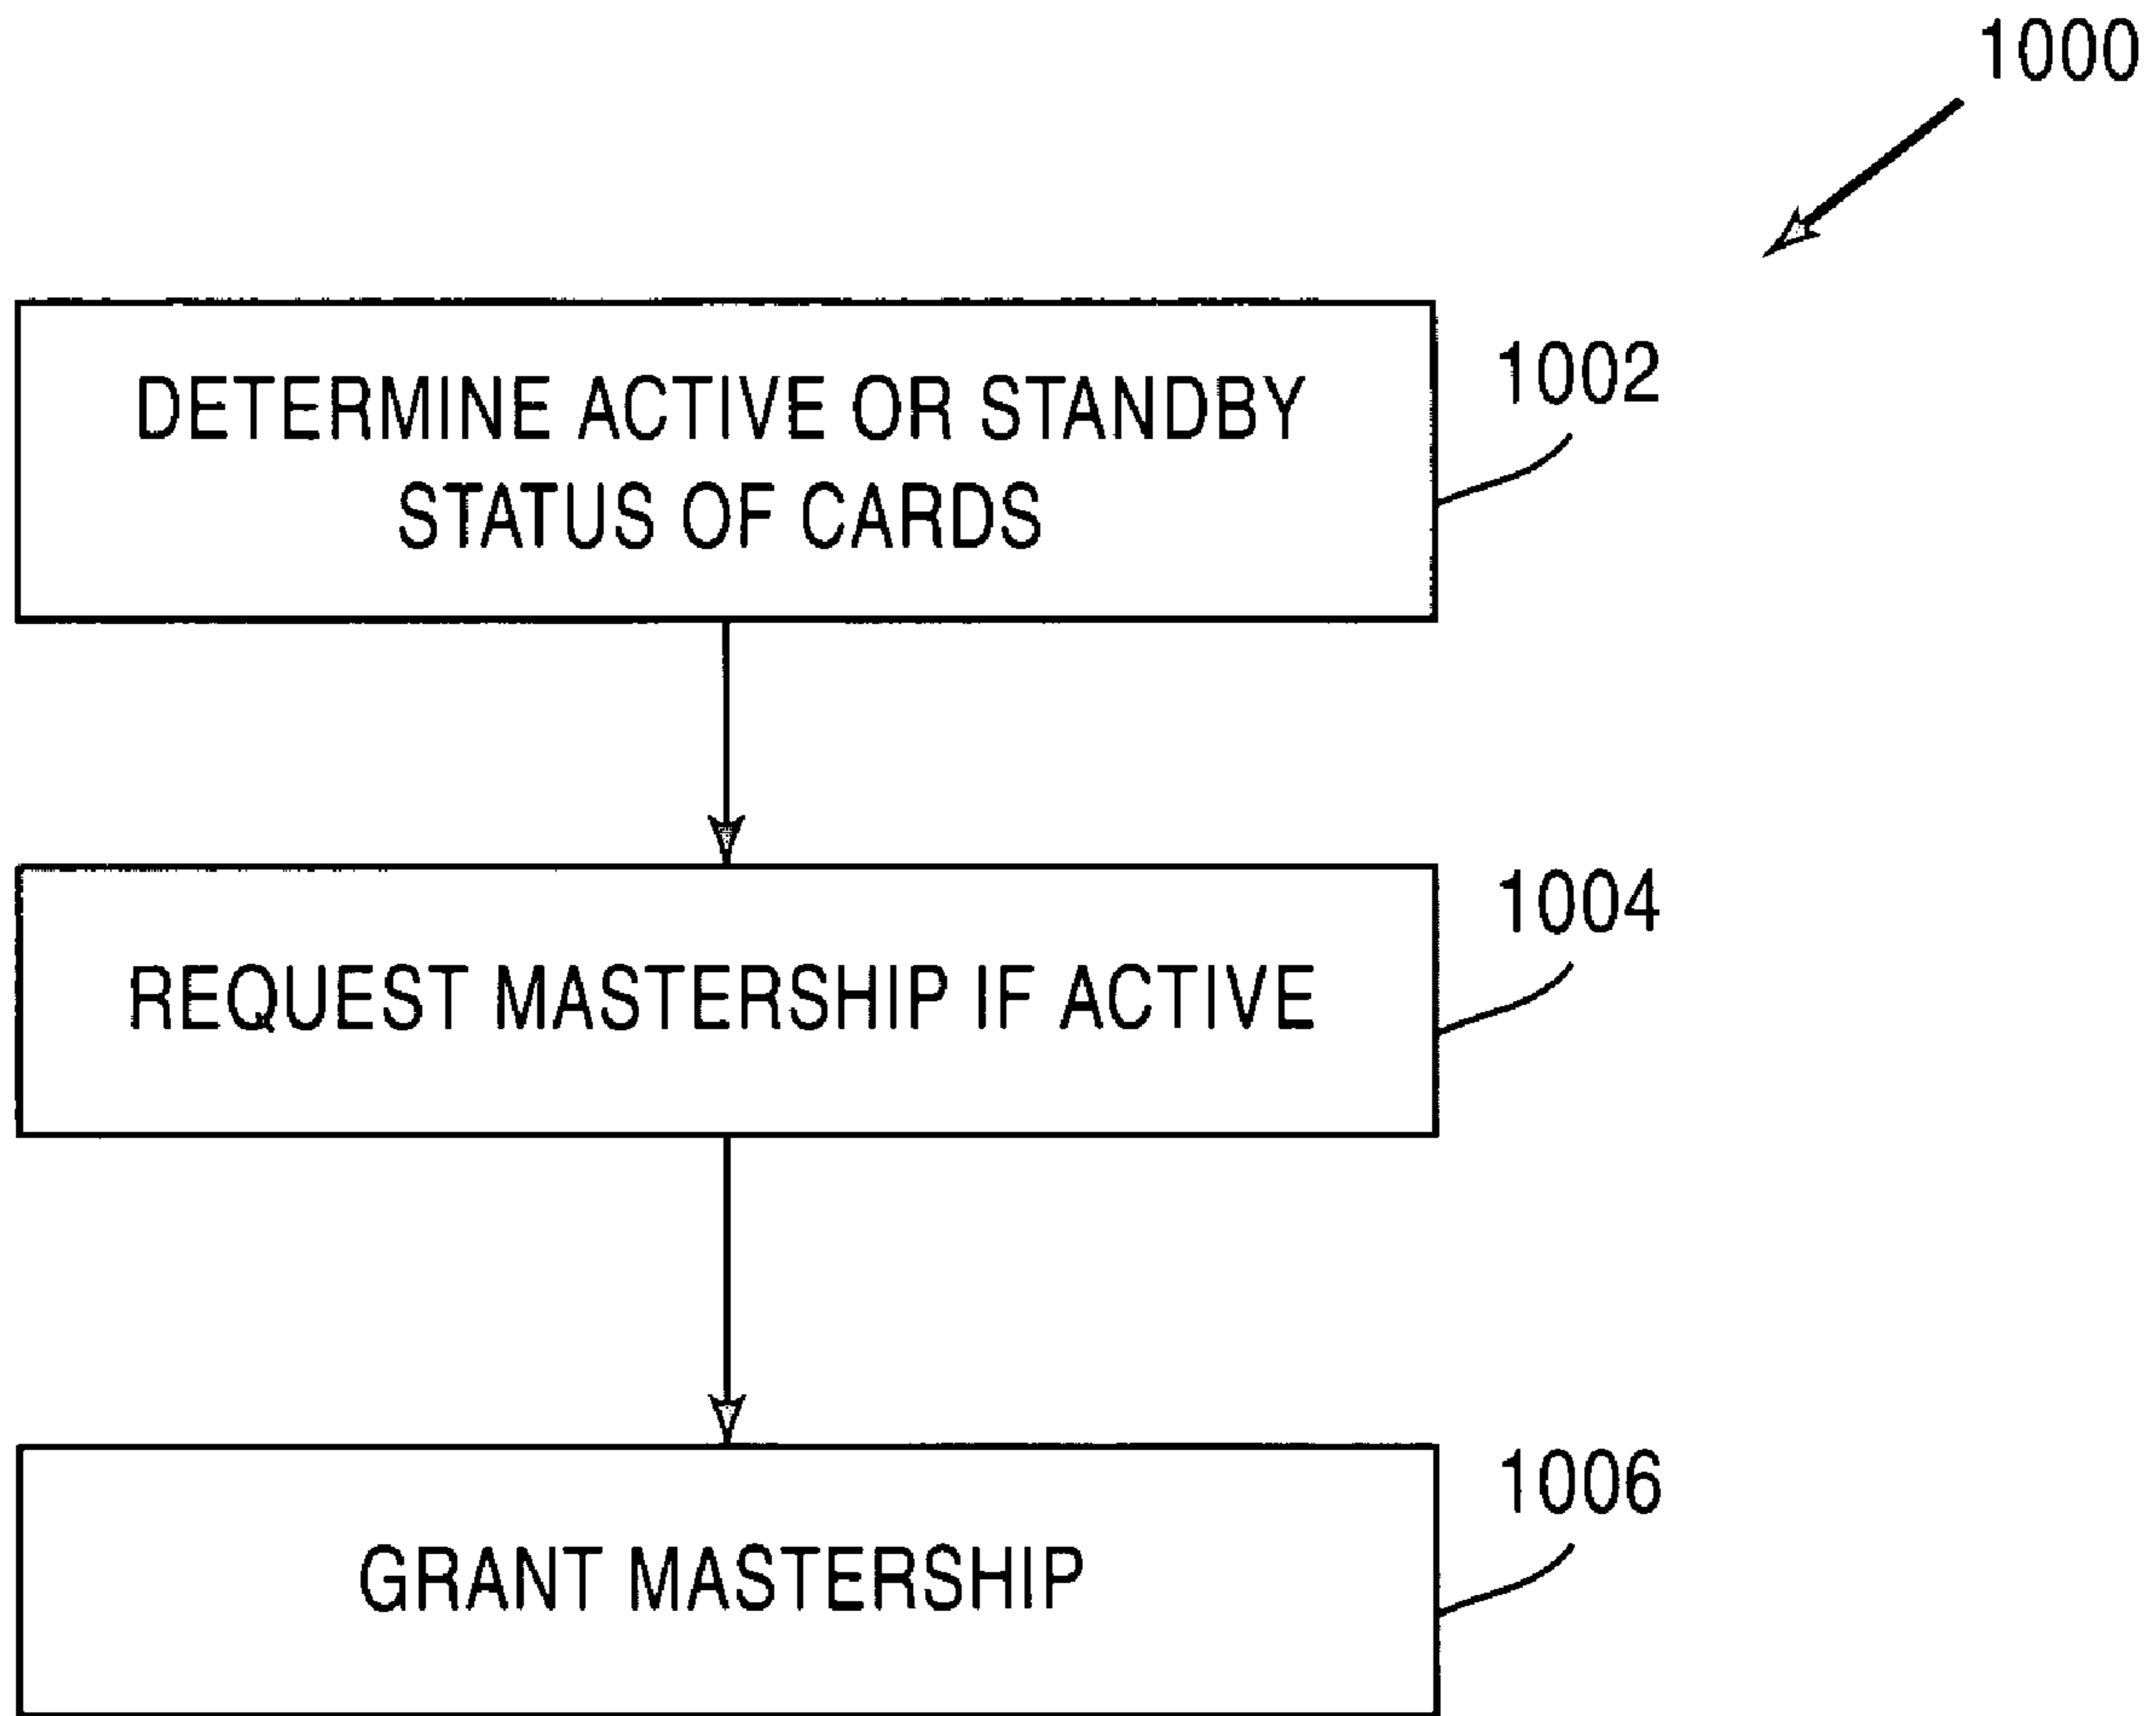 1000
DETERMINE ACTIVE OR STANDBY
STATUS OF CARDS
1002
REQUEST MASTERSHIP IF ACTIVE
1004
GRANT MASTERSHIP
1006